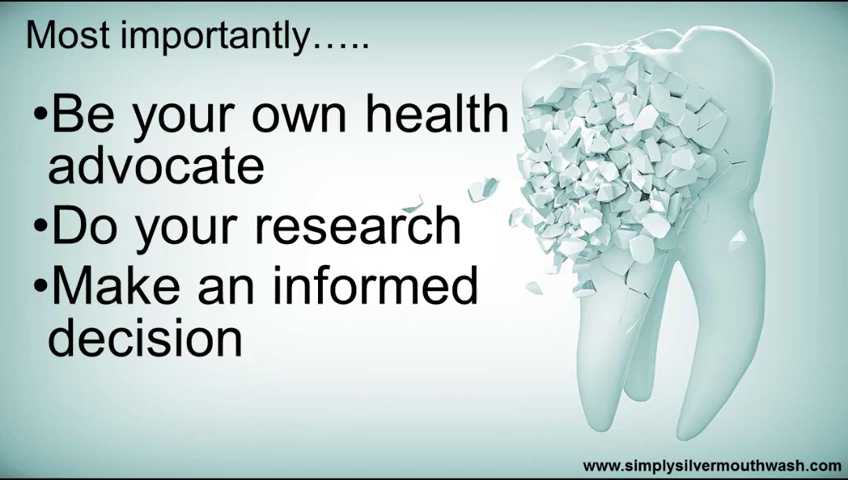 Most importantly.....
•Be your own health
advocate
•Do your research
•Make an informed
decision
www.simplysilvermouthwash.com